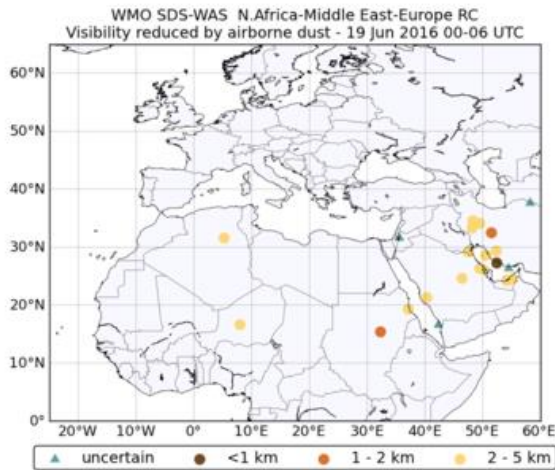 WMO SDS-WAS N.Africa-Middle East-Europe RC
Visibility reduced by airborne dust - 19 Jun 2016 00-06 UTC
60°N
50°N
40°N
30°N
20°N
10°N
0°
20°W 10°W 0° 10°E 20°E 30°E 40°E 50°E 60°E
uncertain <1 km 1 - 2 km 2 - 5 km